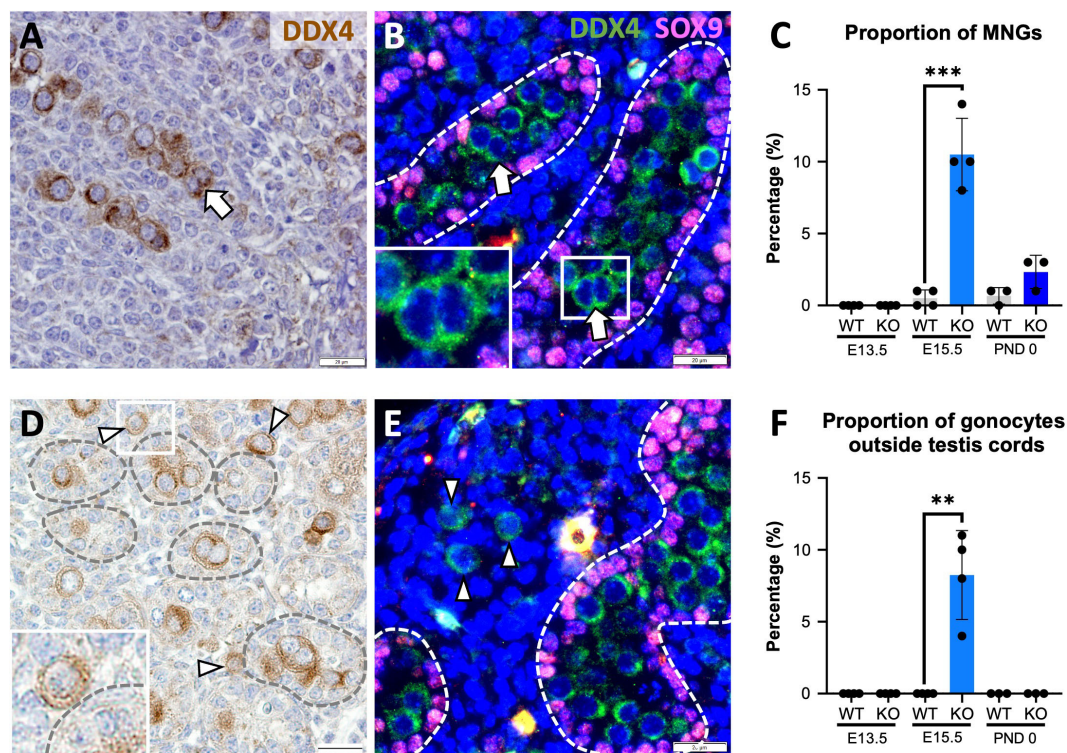 A
DDX4
20 µm
B
DDX4 SOX9
20 µm
C
Proportion of MNGs
***
15
10
5
0
Percentage (%)
WT KO WT KO WT KO
E13.5 E15.5 PND 0
D
E
F
Proportion of gonocytes
outside testis cords
**
15
10
5
0
Percentage (%)
WT KO WT KO WT KO
E13.5 E15.5 PND 0